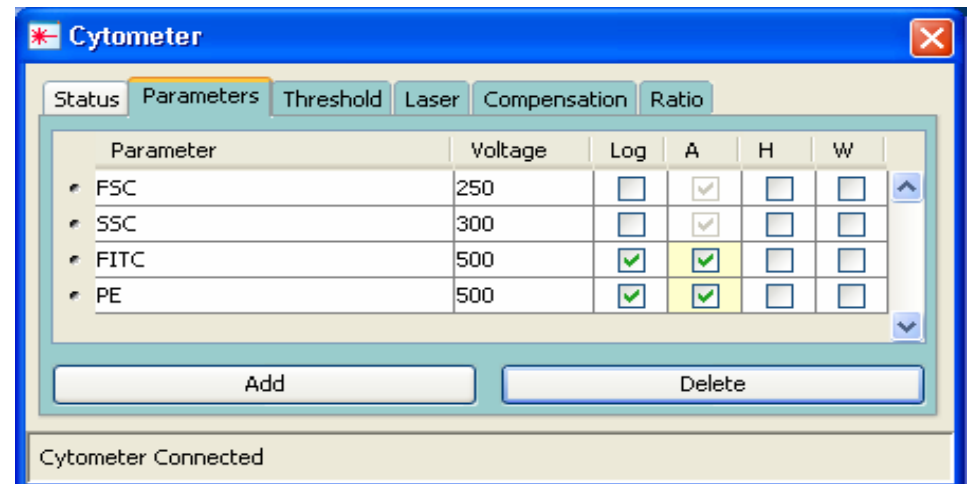 Cytometer
Status Parameters Threshold Laser Compensation Ratio
Parameter Voltage Log A H W
FSC 250
SSC 300
FITC 500
PE 500
Add Delete
Cytometer Connected